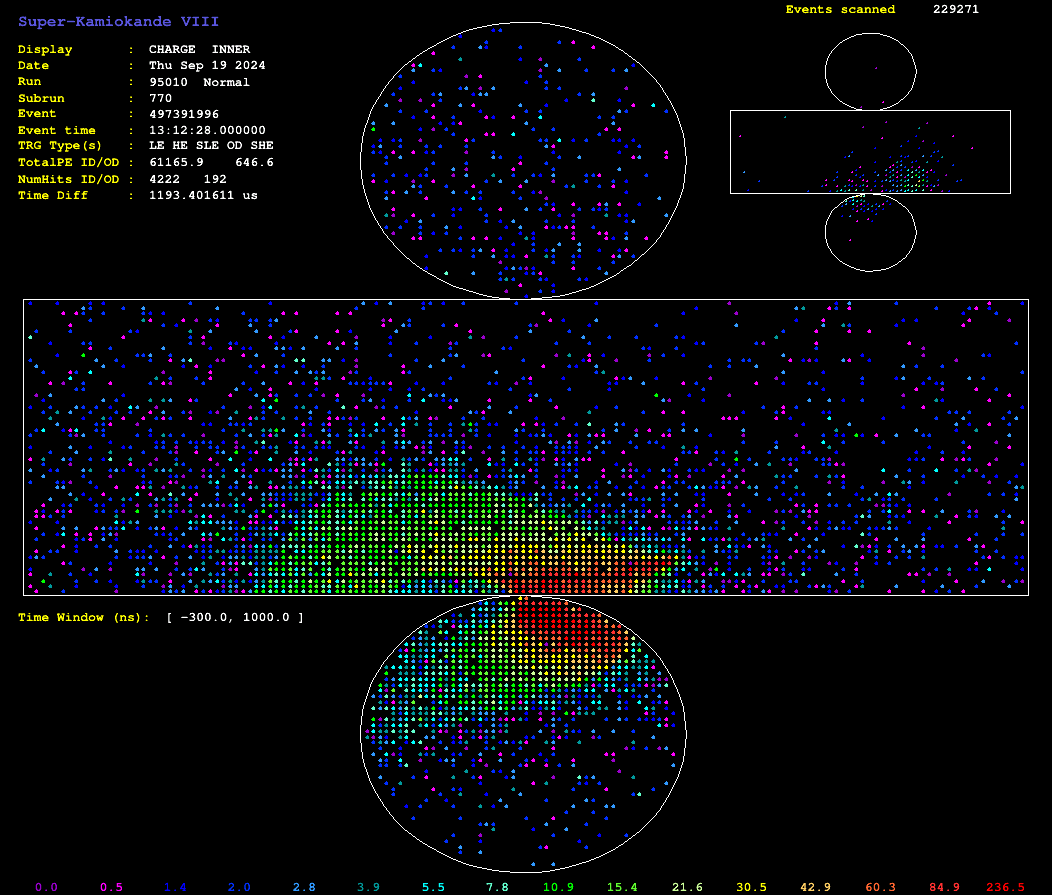 Super-Kamiokande VIII
Events scanned 229271
Display : CHARGE INNER
Date : Thu Sep 19 2024
Run : 95010 Normal
Subrun : 770
Event : 497391996
Event time : 13:12:28.000000
TRG Type(s) : LE HE SLE OD SHE
TotalPE ID/OD : 61165.9 646.6
NumHits ID/OD : 4222 192
Time Diff : 1193.401611 us
Time Window (ns): [ -300.0, 1000.0 ]
0.0 0.5 1.4 2.0 2.8 3.9 5.5 7.8 10.9 15.4 21.6 30.5 42.9 60.3 84.9 236.5